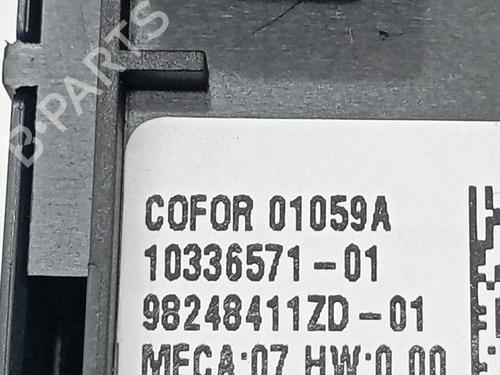 B-PARTS
COFOR 01059A
10336571-01
98248411ZD-01
MECA:07 HW:0.00